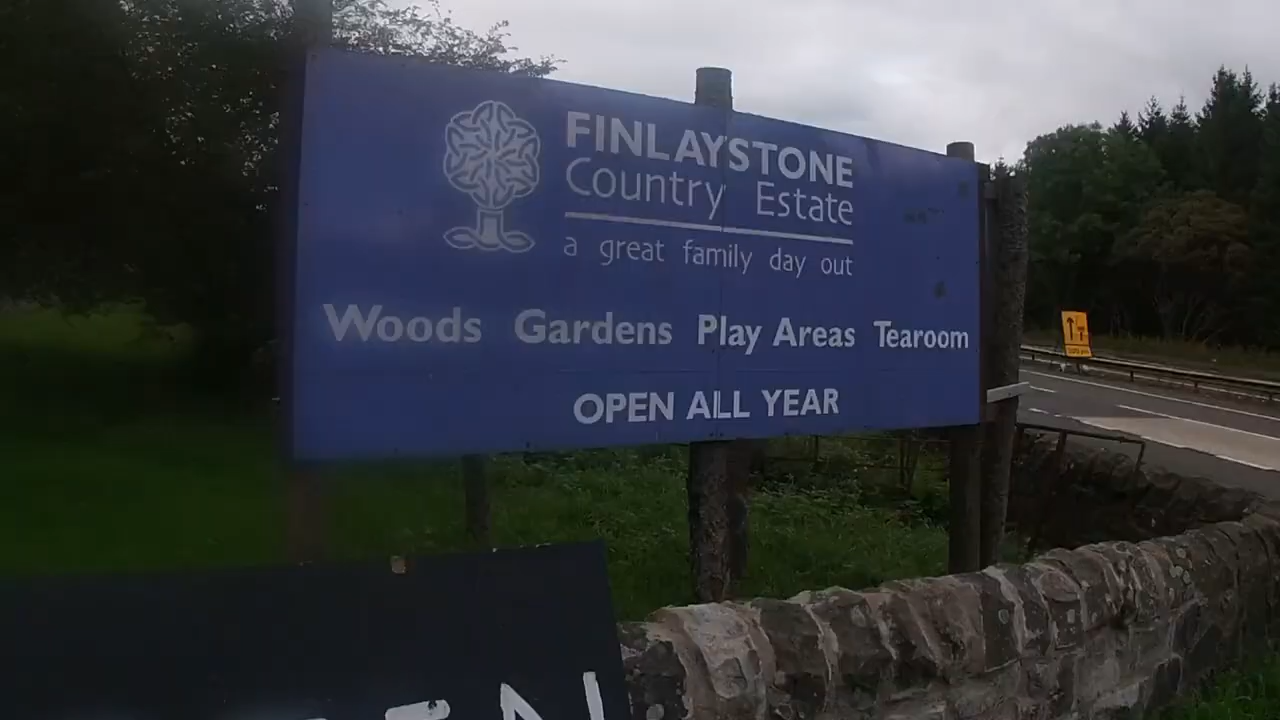 FINLAYSTONE
Country Estate
a great family day out
Woods Gardens Play Areas Tearoom
OPEN ALL YEAR